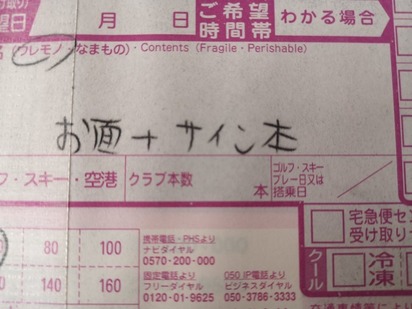 月 日 ご希望時間帯 わかる場合
(ワレモノ・なまもの)・Contents (Fragile・Perishable)
お面+サイン本
フ・スキー・空港 クラブ本数 本 ゴルフ・スキー
プレー日又は
搭乗日
80 100
140 160
携帯電話・PHSより
ナビダイヤル
0570-200-000
固定電話より
フリーダイヤル
0120-01-9625
050 IP電話より
ビジネスダイヤル
050-3786-3333
宅急便セ
受け取り
クール
冷
凍